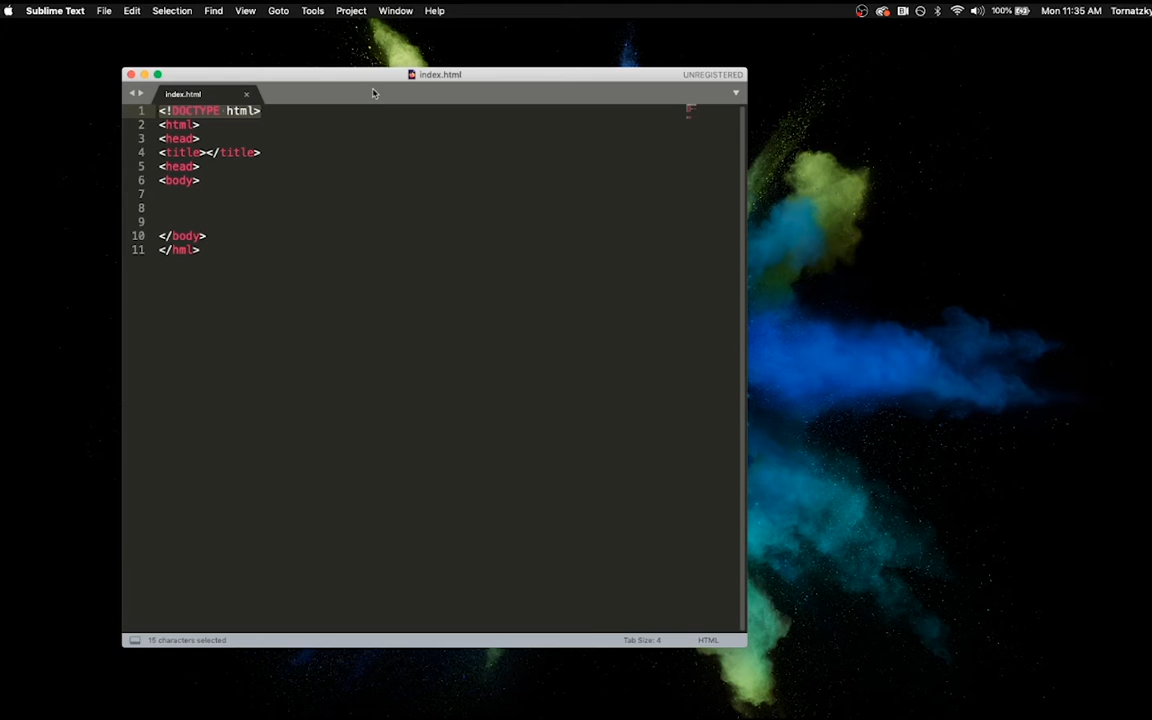 Sublime Text File Edit Selection Find View Goto Tools Project Window Help 100% Mon 11:35 AM Tornatzky
index.html UNREGISTERED
index.html
1 <!DOCTYPE html>
2 <html>
3 <head>
4 <title></title>
5 <head>
6 <body>
7
8
9
10 </body>
11 </hml>
15 characters selected Tab Size: 4 HTML